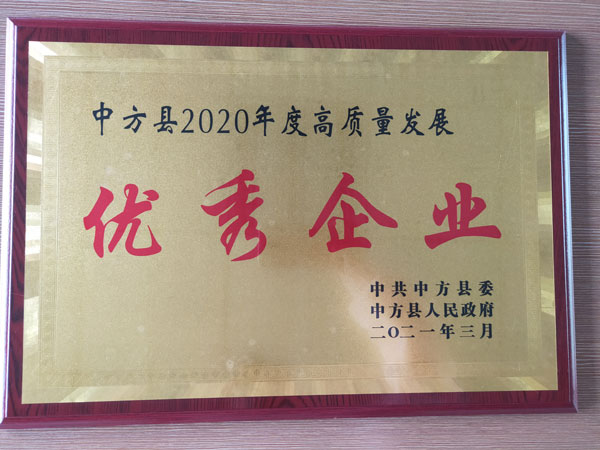 中方县2020年度高质量发展
优秀企业
中共中方县委
中方县人民政府
二〇二一年三月